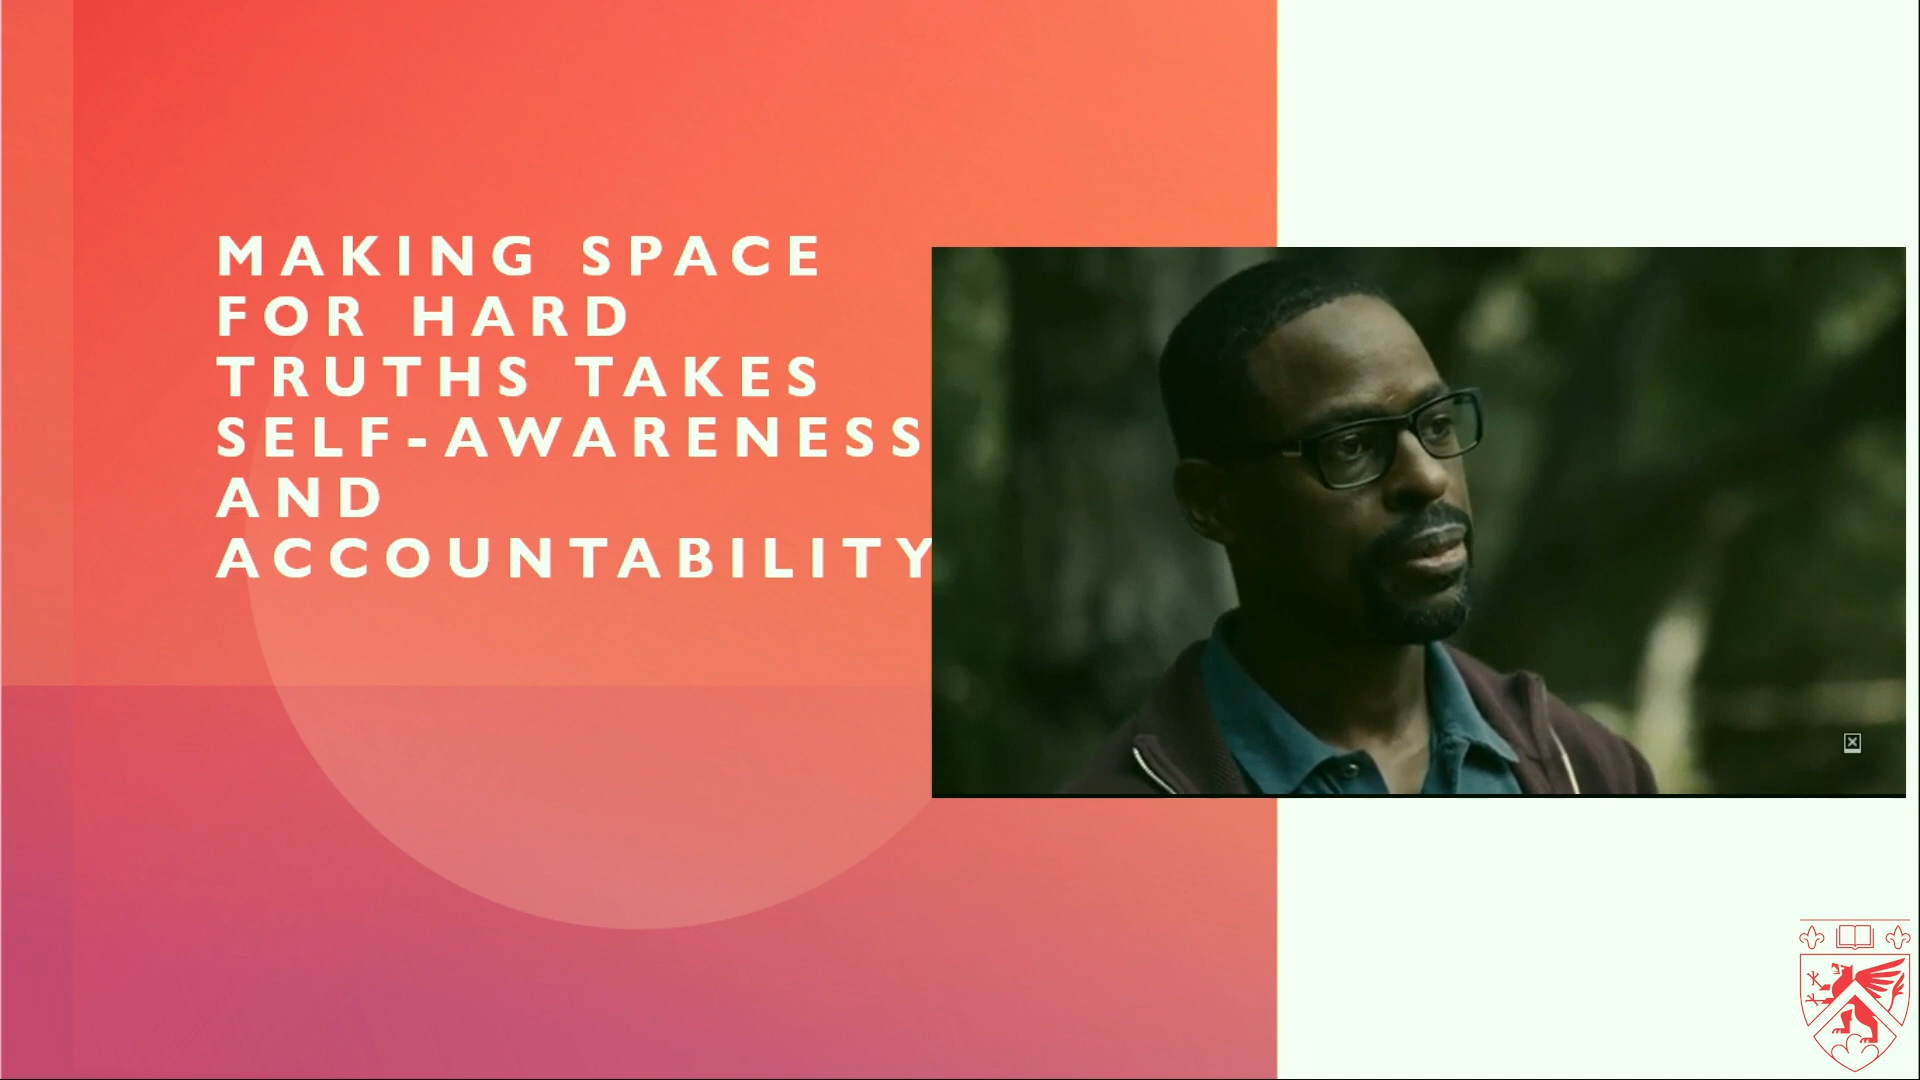 MAKING SPACE
FOR HARD
TRUTHS TAKES
SELF-AWARENESS
AND
ACCOUNTABILITY